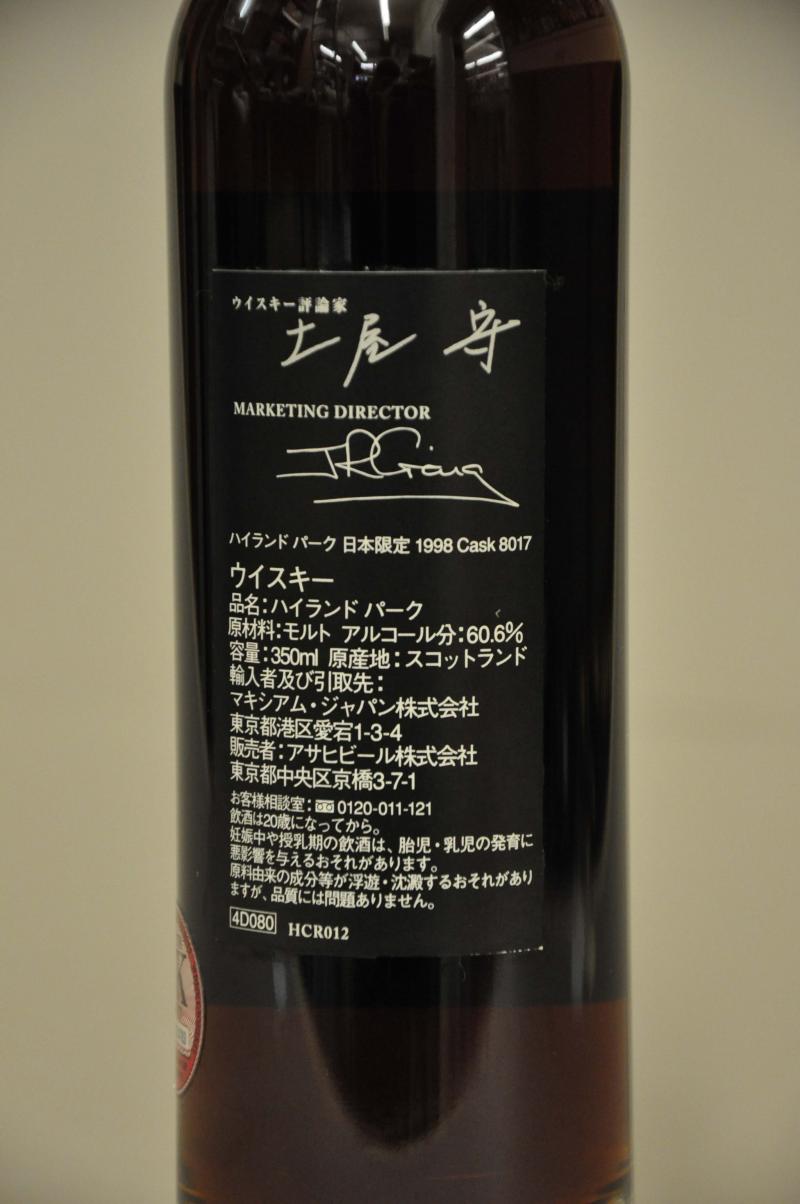 ウイスキー評論家
土屋 守
MARKETING DIRECTOR
ハイランド パーク 日本限定 1998 Cask 8017
ウイスキー
品名：ハイランド パーク
原材料：モルト アルコール分：60.6％
容量：350ml 原産地：スコットランド
輸入者及び引取先：
マキシアム・ジャパン株式会社
東京都港区愛宕1-3-4
販売者：アサヒビール株式会社
東京都中央区京橋3-7-1
お客様相談室： 0120-011-121
飲酒は20歳になってから。
妊娠中や授乳期の飲酒は、胎児・乳児の発育に
悪影響を与えるおそれがあります。
原料由来の成分等が浮遊・沈澱するおそれがあり
ますが、品質には問題ありません。
4D080 HCR012